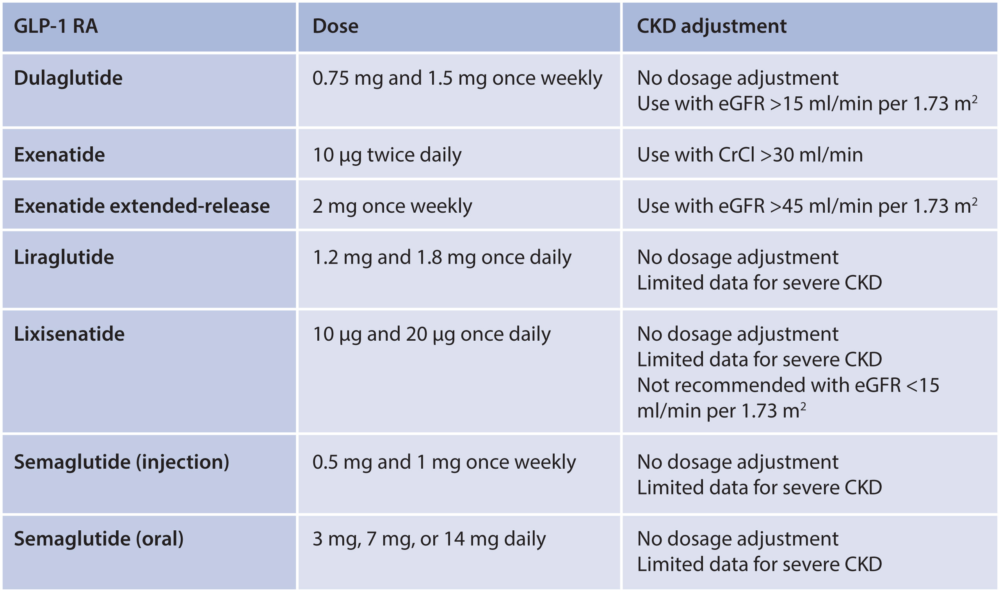 GLP-1 RA Dose CKD adjustment
Dulaglutide 0.75 mg and 1.5 mg once weekly No dosage adjustment
Use with eGFR >15 ml/min per 1.73 m²
Exenatide 10 µg twice daily Use with CrCl >30 ml/min
Exenatide extended-release 2 mg once weekly Use with eGFR >45 ml/min per 1.73 m²
Liraglutide 1.2 mg and 1.8 mg once daily No dosage adjustment
Limited data for severe CKD
Lixisenatide 10 µg and 20 µg once daily No dosage adjustment
Limited data for severe CKD
Not recommended with eGFR <15
ml/min per 1.73 m²
Semaglutide (injection) 0.5 mg and 1 mg once weekly No dosage adjustment
Limited data for severe CKD
Semaglutide (oral) 3 mg, 7 mg, or 14 mg daily No dosage adjustment
Limited data for severe CKD